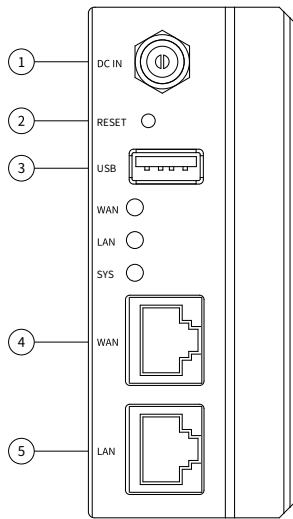 1 DC IN
2 RESET
3 USB
WAN
LAN
SYS
4 WAN
5 LAN